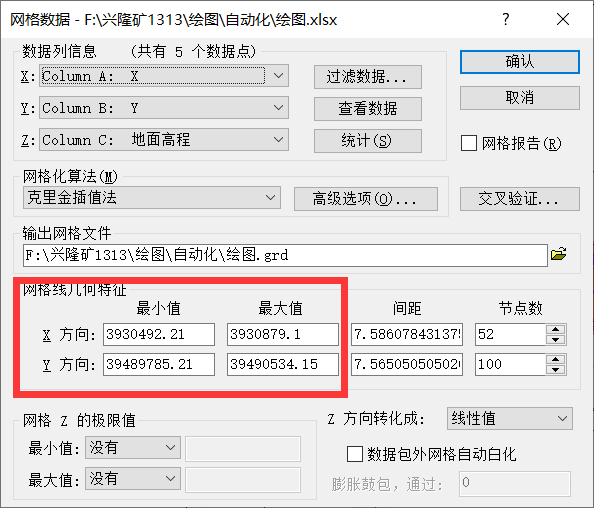 网格数据 - F:\兴隆矿1313\绘图\自动化\绘图.xlsx
数据列信息 (共有 5 个数据点)
X: Column A: X
过滤数据...
确认
Y: Column B: Y
查看数据
取消
Z: Column C: 地面高程
统计(S)
网格报告(R)
网格化算法(M)
克里金插值法
高级选项(O)...
交叉验证...
输出网格文件
F:\兴隆矿1313\绘图\自动化\绘图.grd
网格线几何特征
最小值 最大值 间距 节点数
X 方向: 3930492.21 3930879.1 7.58607843137 52
Y 方向: 39489785.21 39490534.15 7.56505050502 100
网格 Z 的极限值
Z 方向转化成: 线性值
最小值: 没有
数据包外网格自动白化
最大值: 没有
膨胀鼓包，通过: 0